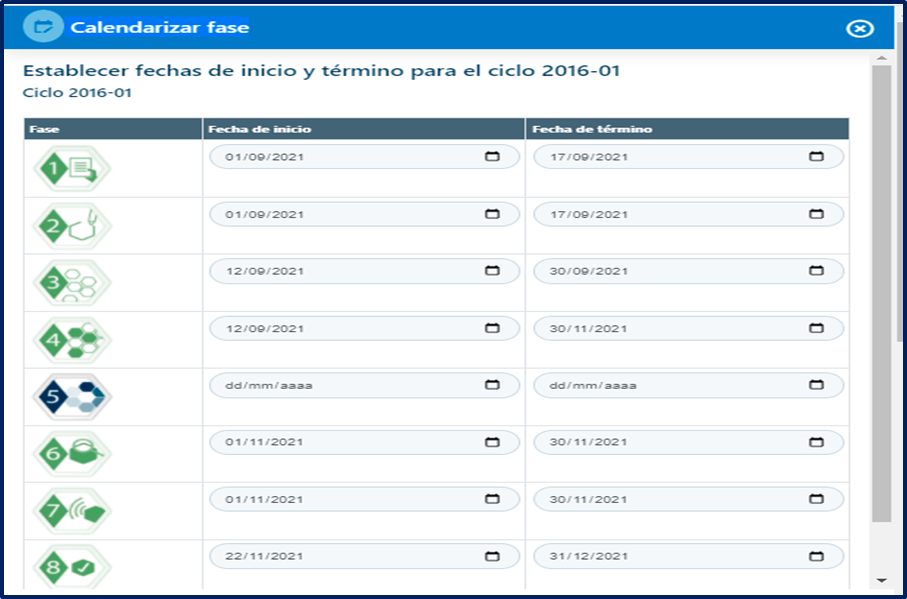 Calendarizar fase
Establecer fechas de inicio y término para el ciclo 2016-01
Ciclo 2016-01
Fase Fecha de inicio Fecha de término
1 01/09/2021 17/09/2021
2 01/09/2021 17/09/2021
3 12/09/2021 30/09/2021
4 12/09/2021 30/11/2021
5 dd/mm/aaaa dd/mm/aaaa
6 01/11/2021 30/11/2021
7 01/11/2021 30/11/2021
8 22/11/2021 31/12/2021